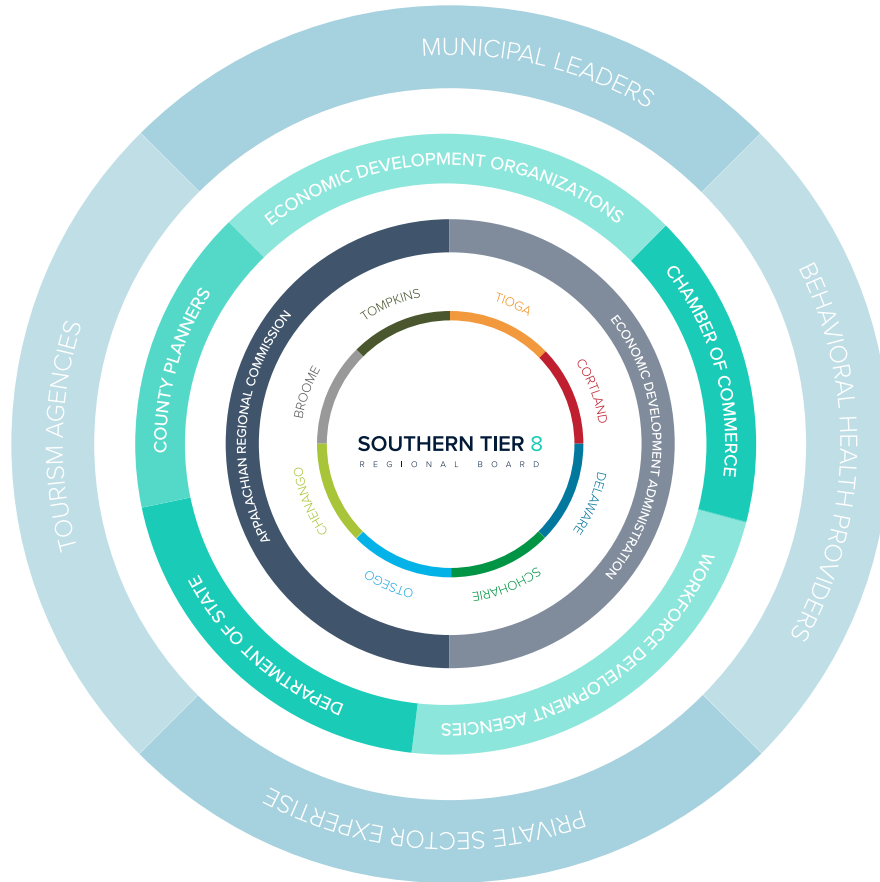 MUNICIPAL LEADERS
BEHAVIORAL HEALTH PROVIDERS
PRIVATE SECTOR EXPERTISE
TOURISM AGENCIES
ECONOMIC DEVELOPMENT ORGANIZATIONS
CHAMBER OF COMMERCE
WORKFORCE DEVELOPMENT AGENCIES
DEPARTMENT OF STATE
COUNTY PLANNERS
ECONOMIC DEVELOPMENT ADMINISTRATION
APPALACHIAN REGIONAL COMMISSION
TIOGA
CORTLAND
DELAWARE
SCHOHARIE
OTSEGO
CHENANGO
BROOME
TOMPKINS
SOUTHERN TIER 8
REGIONAL BOARD